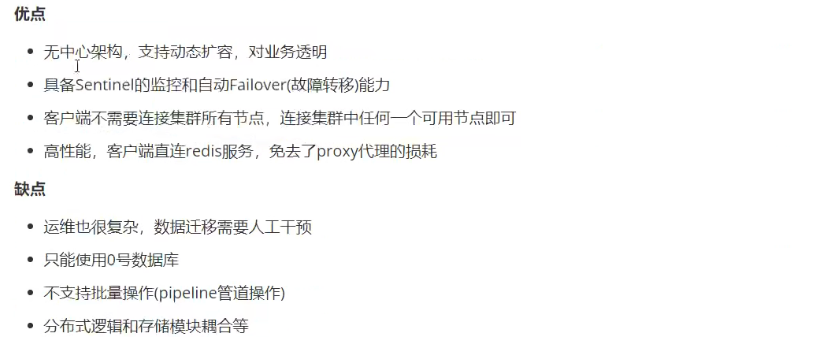 优点
无中心架构，支持动态扩容，对业务透明
具备Sentinel的监控和自动Failover(故障转移)能力
客户端不需要连接集群所有节点，连接集群中任何一个可用节点即可
高性能，客户端直连redis服务，免去了proxy代理的损耗
缺点
运维也很复杂，数据迁移需要人工干预
只能使用0号数据库
不支持批量操作(pipeline管道操作)
分布式逻辑和存储模块耦合等